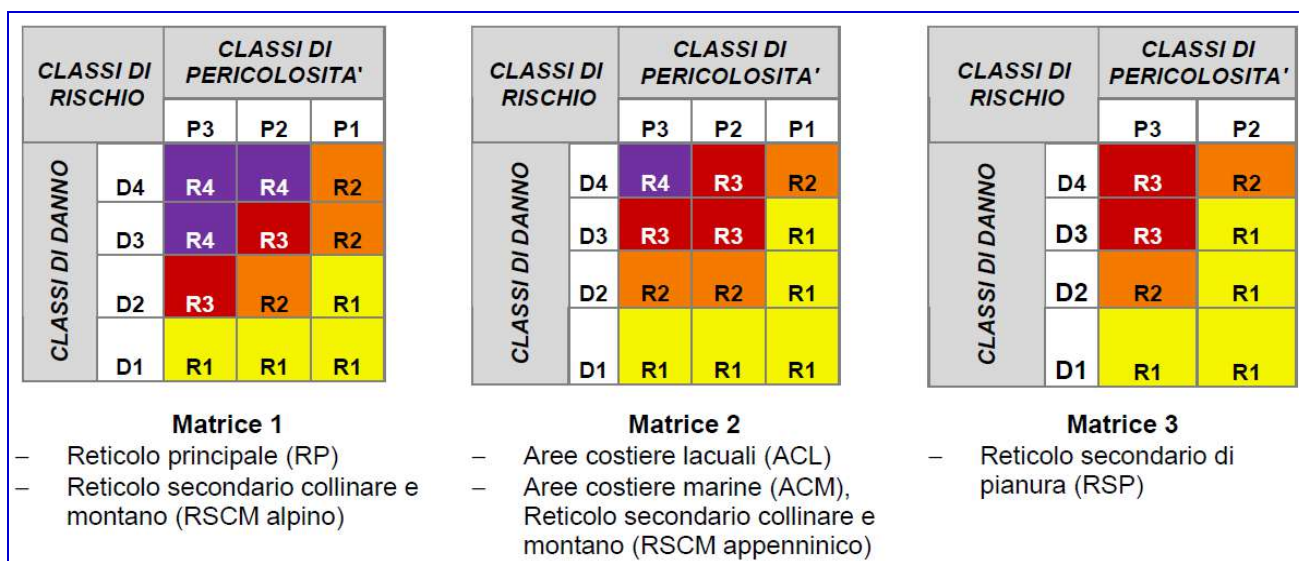 CLASSI DI
RISCHIO
CLASSI DI
PERICOLOSITA'
P3 P2 P1
CLASSI DI DANNO
D4 R4 R4 R2
D3 R4 R3 R2
D2 R3 R2 R1
D1 R1 R1 R1
Matrice 1
– Reticolo principale (RP)
– Reticolo secondario collinare e
montano (RSCM alpino)
CLASSI DI
RISCHIO
CLASSI DI
PERICOLOSITA'
P3 P2 P1
CLASSI DI DANNO
D4 R4 R3 R2
D3 R3 R3 R1
D2 R2 R2 R1
D1 R1 R1 R1
Matrice 2
– Aree costiere lacuali (ACL)
– Aree costiere marine (ACM),
Reticolo secondario collinare e
montano (RSCM appenninico)
CLASSI DI
RISCHIO
CLASSI DI
PERICOLOSITA'
P3 P2
CLASSI DI DANNO
D4 R3 R2
D3 R3 R1
D2 R2 R1
D1 R1 R1
Matrice 3
– Reticolo secondario di
pianura (RSP)